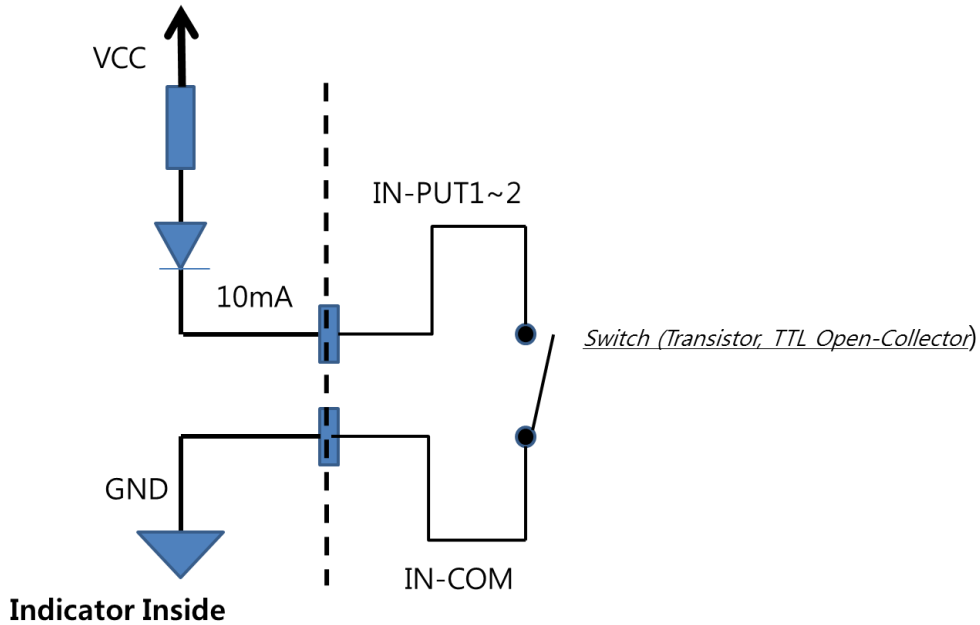 VCC
IN-PUT1~2
10mA
Switch (Transistor, TTL Open-Collector)
GND
IN-COM
Indicator Inside